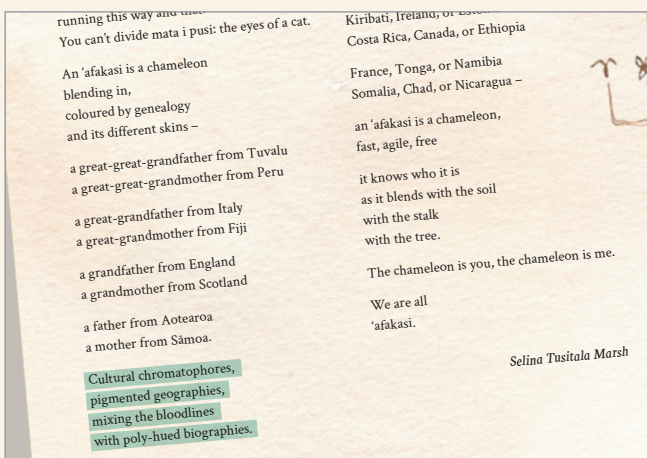 running this way and that
You can't divide mata i pusi: the eyes of a cat.
An ‘afakasi is a chameleon
blending in,
coloured by genealogy
and its different skins –
a great-great-grandfather from Tuvalu
a great-great-grandmother from Peru
a great-grandfather from Italy
a great-grandmother from Fiji
a grandfather from England
a grandmother from Scotland
a father from Aotearoa
a mother from Sāmoa.
Cultural chromatophores,
pigmented geographies,
mixing the bloodlines
with poly-hued biographies.
Kiribati, Ireland, or
Costa Rica, Canada, or Ethiopia
France, Tonga, or Namibia
Somalia, Chad, or Nicaragua –
an ‘afakasi is a chameleon,
fast, agile, free
it knows who it is
as it blends with the soil
with the stalk
with the tree.
The chameleon is you, the chameleon is me.
We are all
‘afakasi.
Selina Tusitala Marsh